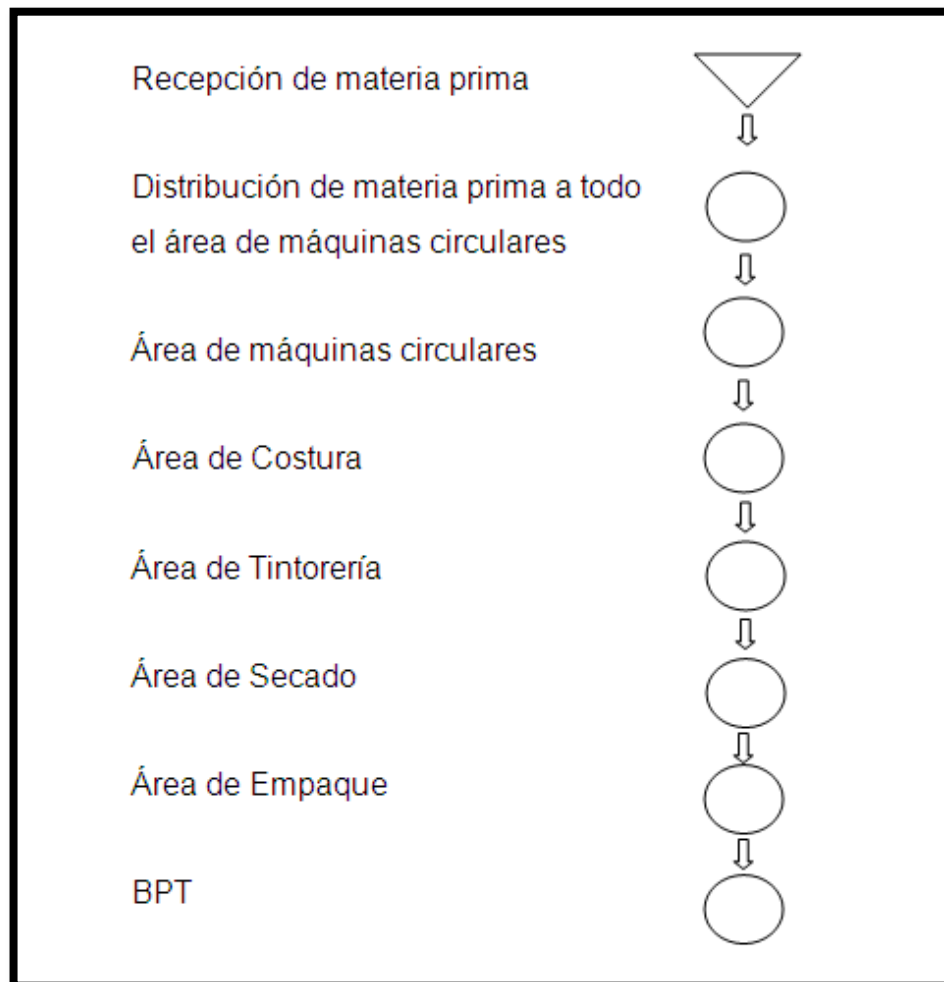 Recepción de materia prima
Distribución de materia prima a todo
el área de máquinas circulares
Área de máquinas circulares
Área de Costura
Área de Tintorería
Área de Secado
Área de Empaque
BPT